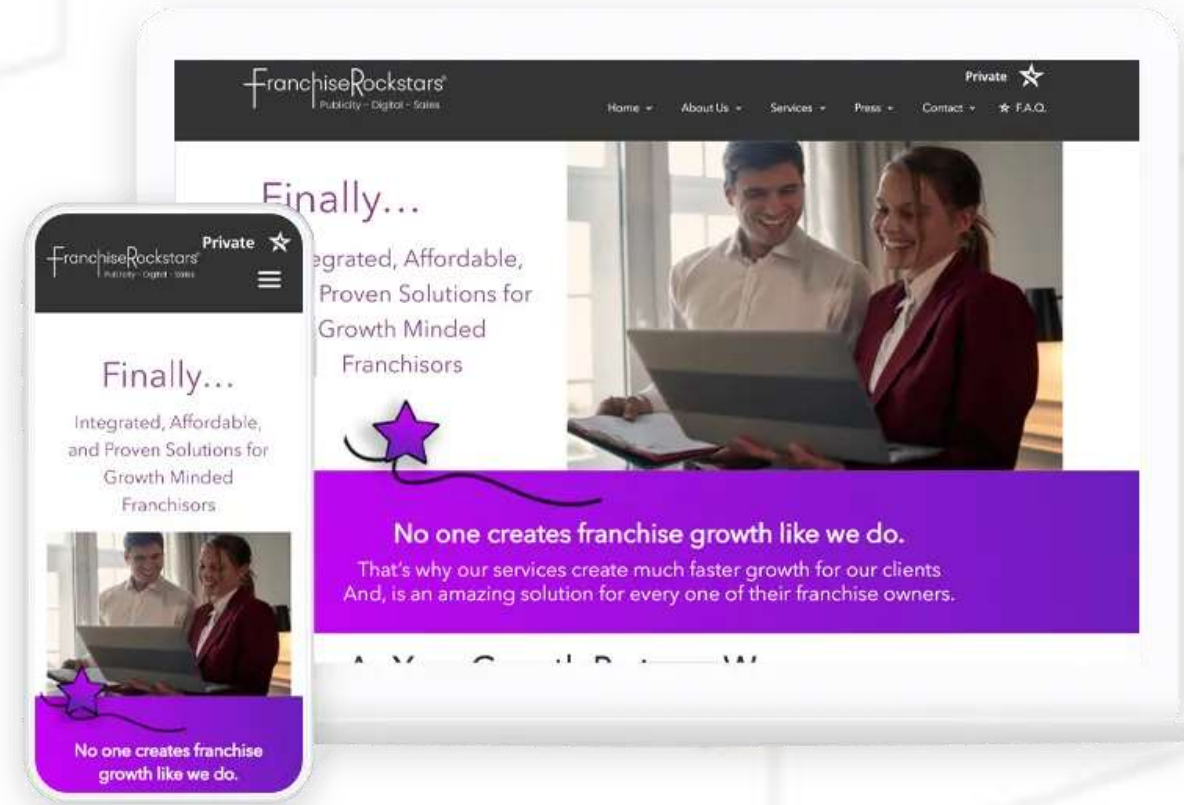 FranchiseRockstars®
Publicity - Digital - Sales
Private
Home
About Us
Services
Press
Contact
F.A.Q.
Finally...
egrated, Affordable,
Proven Solutions for
Growth Minded
Franchisors
No one creates franchise growth like we do.
That's why our services create much faster growth for our clients
And, is an amazing solution for every one of their franchise owners.
FranchiseRockstars
Publicity - Digital - Sales
Private
Finally...
Integrated, Affordable,
and Proven Solutions for
Growth Minded
Franchisors
No one creates franchise
growth like we do.